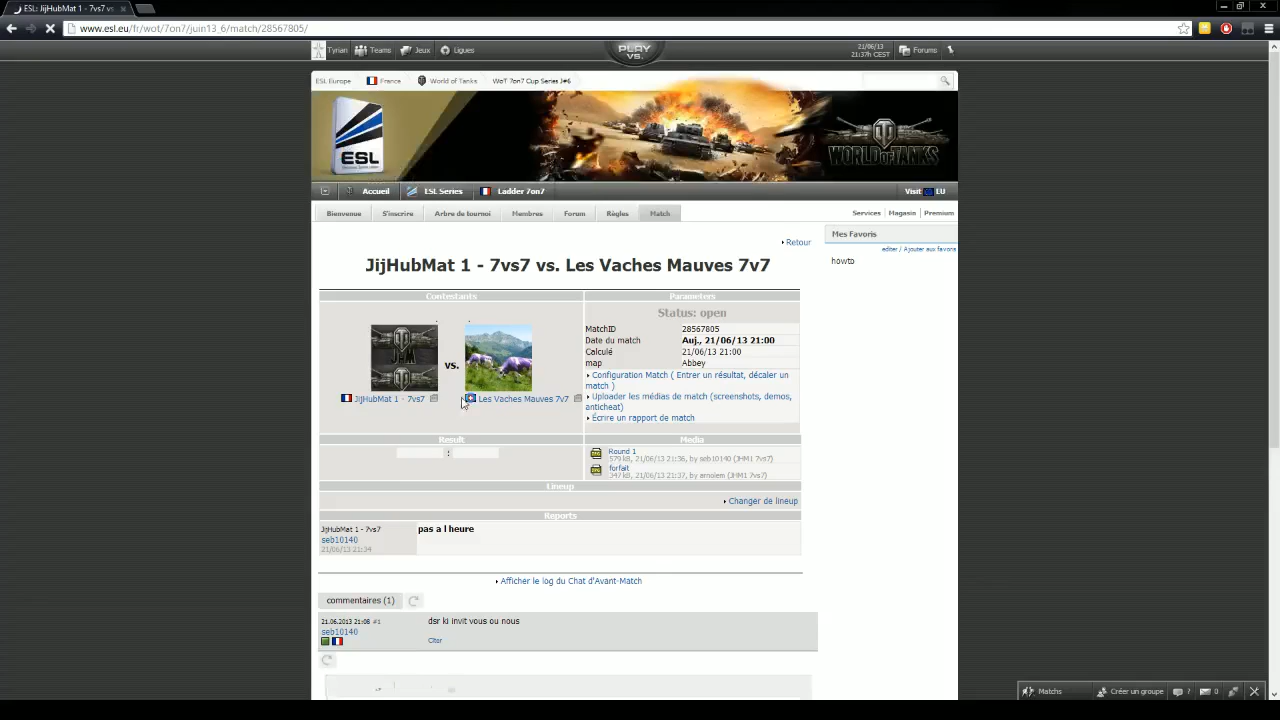 ESL: JijHubMat 1 - 7vs7 vs
www.esl.eu/fr/wot/7on7/juin13_6/match/28567805/
Tyrian Teams Jeux Ligues
PLAY VS.
21/06/13
21:37h CEST
Forums
ESL Europe France World of Tanks WoT 7on7 Cup Series J#6
ESL
WORLD OF TANKS
Accueil ESL Series Ladder 7on7 Visit EU
Bienvenue S'inscrire Arbre de tournoi Membres Forum Règles Match Services Magasin Premium
Retour
Mes Favoris
editer / Ajouter aux favoris
howto
JijHubMat 1 - 7vs7 vs. Les Vaches Mauves 7v7
Contestants
Parameters
JHM
vs.
JijHubMat 1 - 7vs7 Les Vaches Mauves 7v7
Status: open
MatchID 28567805
Date du match Auj., 21/06/13 21:00
Calculé 21/06/13 21:00
map Abbey
Configuration Match ( Entrer un résultat, décaler un
match )
Uploader les médias de match (screenshots, demos,
anticheat)
Écrire un rapport de match
Result
:
Media
Round 1
579 kB, 21/06/13 21:36, by seb10140 (JHM1 7vs7)
forfait
347 kB, 21/06/13 21:37, by arnolem (JHM1 7vs7)
Lineup
Changer de lineup
Reports
JijHubMat 1 - 7vs7
seb10140
21/06/13 21:34
pas a l heure
Afficher le log du Chat d'Avant-Match
commentaires (1)
21.06.2013 21:08 #1
seb10140
dsr ki invit vous ou nous
Citer
Matchs Créer un groupe ? 0